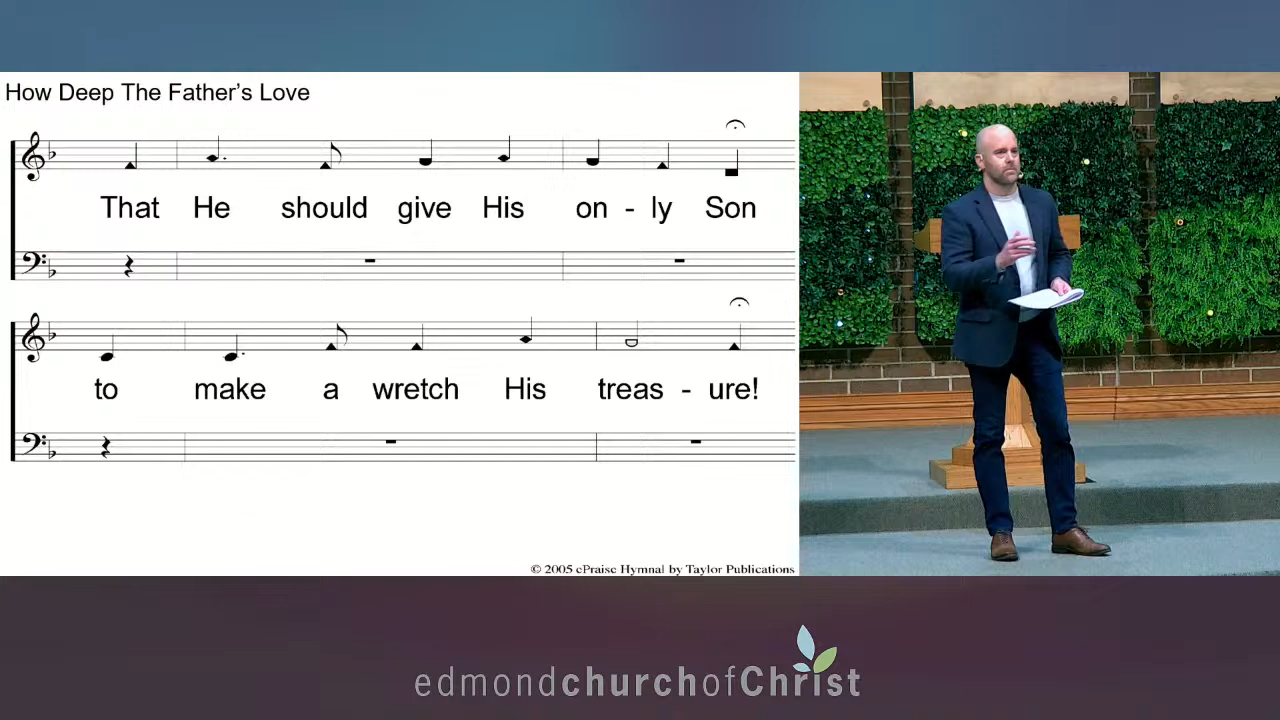 How Deep The Father's Love
That He should give His on - ly Son
to make a wretch His treas - ure!
© 2005 ePraise Hymnal by Taylor Publications
edmondchurchofChrist